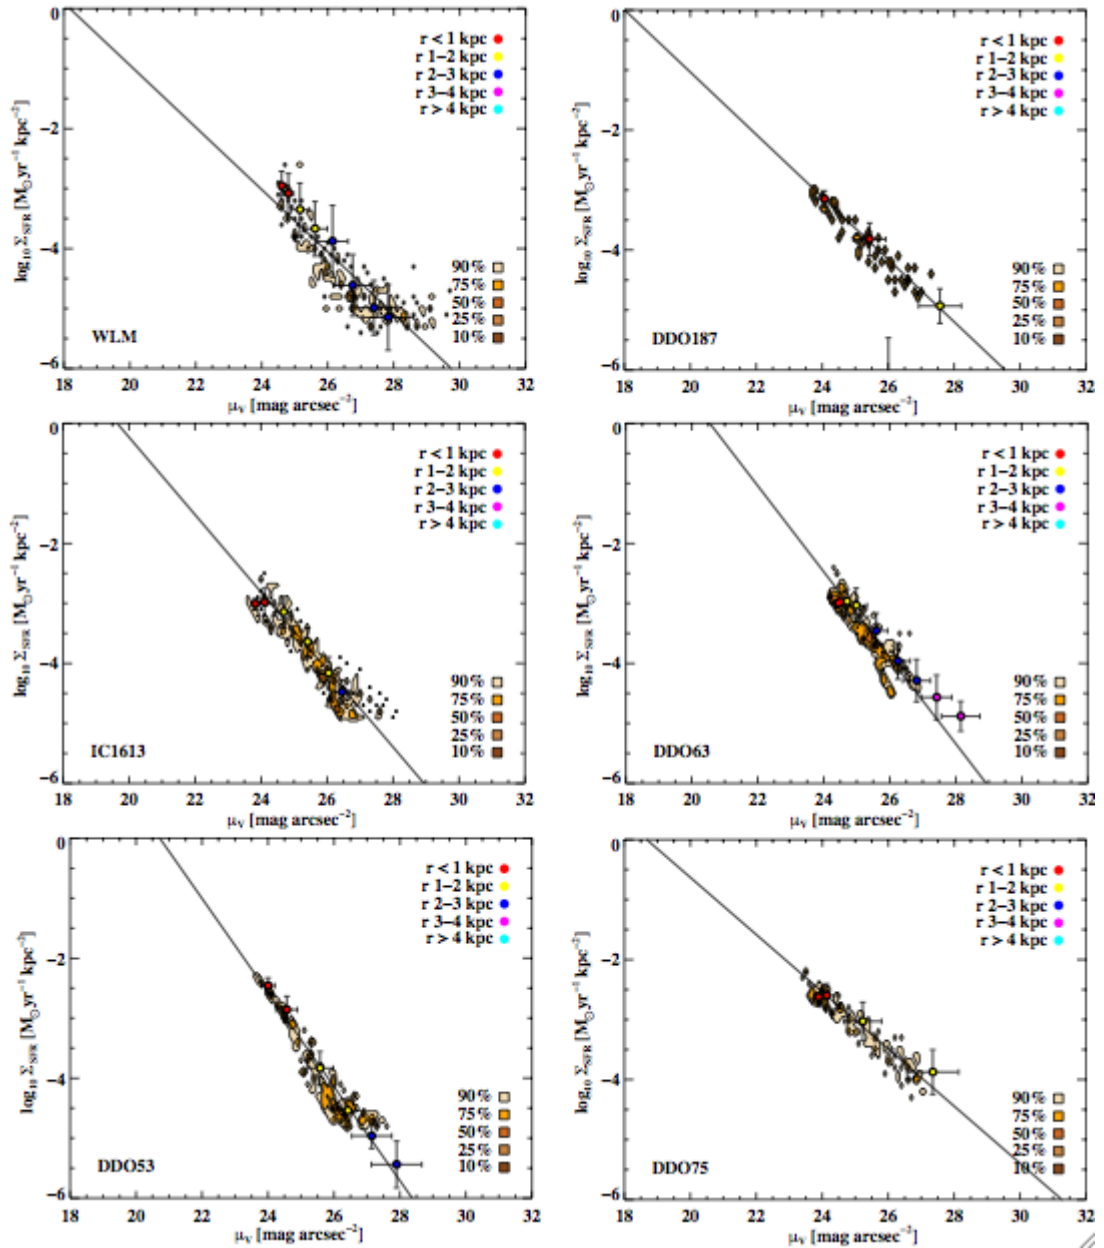 0
r < 1 kpc
r 1−2 kpc
r 2−3 kpc
r 3−4 kpc
r > 4 kpc
−2
−4
90%
75%
50%
25%
10%
WLM
−6
18 20 22 24 26 28 30 32
μV [mag arcsec−2]
log10 ΣSFR [M⊙yr−1 kpc−2]
0
r < 1 kpc
r 1−2 kpc
r 2−3 kpc
r 3−4 kpc
r > 4 kpc
−2
−4
90%
75%
50%
25%
10%
DDO187
−6
18 20 22 24 26 28 30 32
μV [mag arcsec−2]
log10 ΣSFR [M⊙yr−1 kpc−2]
0
r < 1 kpc
r 1−2 kpc
r 2−3 kpc
r 3−4 kpc
r > 4 kpc
−2
−4
90%
75%
50%
25%
10%
IC1613
−6
18 20 22 24 26 28 30 32
μV [mag arcsec−2]
log10 ΣSFR [M⊙yr−1 kpc−2]
0
r < 1 kpc
r 1−2 kpc
r 2−3 kpc
r 3−4 kpc
r > 4 kpc
−2
−4
90%
75%
50%
25%
10%
DDO63
−6
18 20 22 24 26 28 30 32
μV [mag arcsec−2]
log10 ΣSFR [M⊙yr−1 kpc−2]
0
r < 1 kpc
r 1−2 kpc
r 2−3 kpc
r 3−4 kpc
r > 4 kpc
−2
−4
90%
75%
50%
25%
10%
DDO53
−6
18 20 22 24 26 28 30 32
μV [mag arcsec−2]
log10 ΣSFR [M⊙yr−1 kpc−2]
0
r < 1 kpc
r 1−2 kpc
r 2−3 kpc
r 3−4 kpc
r > 4 kpc
−2
−4
90%
75%
50%
25%
10%
DDO75
−6
18 20 22 24 26 28 30 32
μV [mag arcsec−2]
log10 ΣSFR [M⊙yr−1 kpc−2]